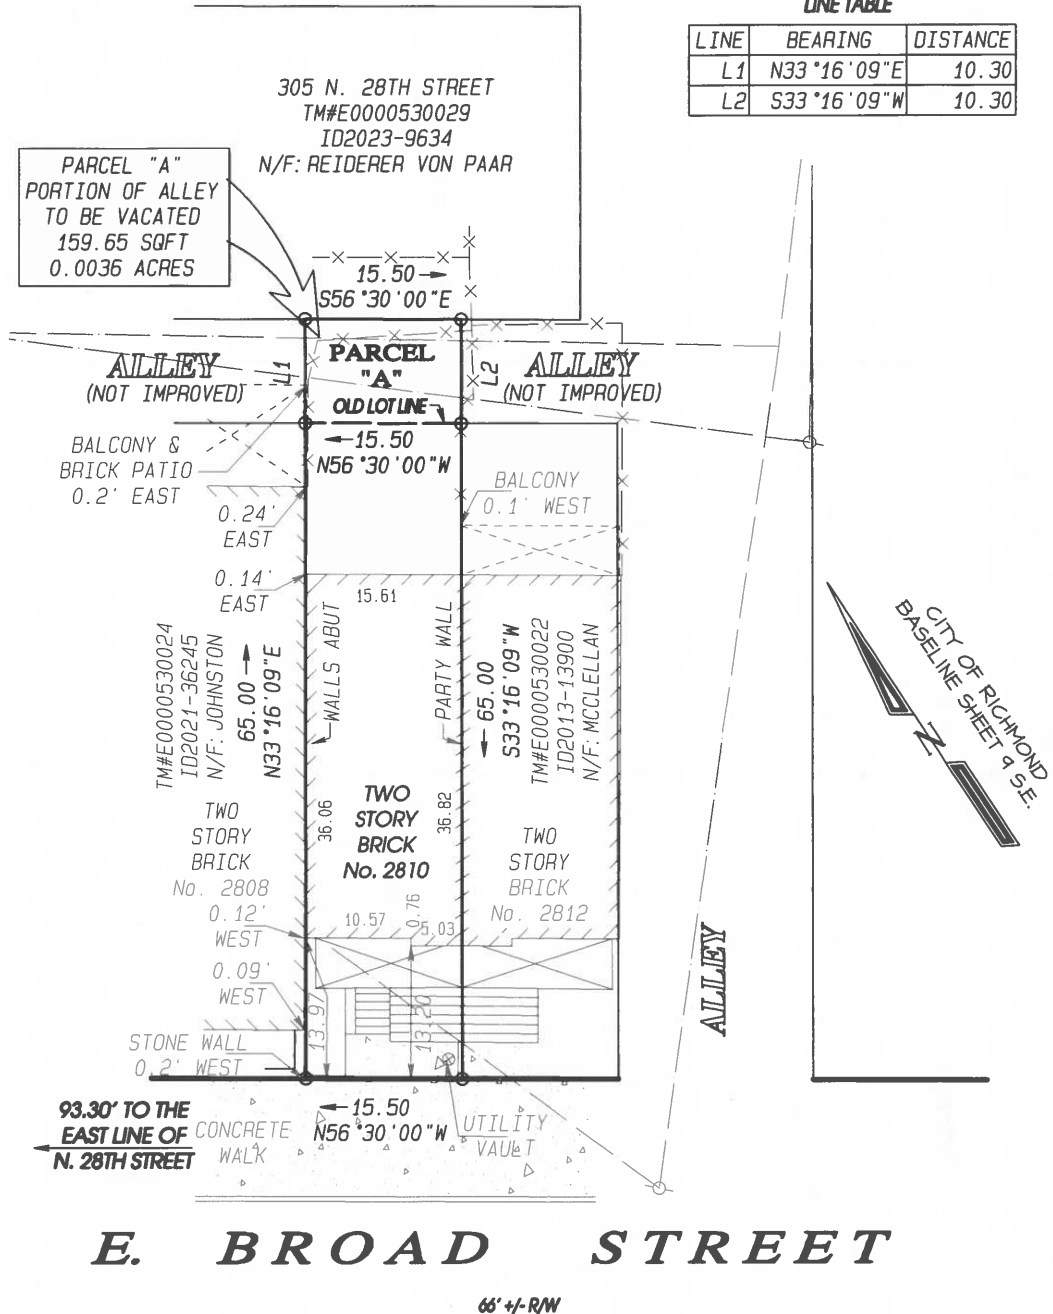 LINE TABLE
LINE BEARING DISTANCE
L1 N33°16'09"E 10.30
L2 S33°16'09"W 10.30
305 N. 28TH STREET
TM#E0000530029
ID2023-9634
N/F: REIDERER VON PAAR
PARCEL "A"
PORTION OF ALLEY
TO BE VACATED
159.65 SQFT
0.0036 ACRES
15.50
S56°30'00"E
ALLEY
(NOT IMPROVED)
L1
PARCEL
"A"
L2
ALLEY
(NOT IMPROVED)
OLD LOT LINE
15.50
N56°30'00"W
BALCONY &
BRICK PATIO
0.2' EAST
BALCONY
0.1' WEST
0.24'
EAST
0.14'
EAST
15.61
TM#E0000530024
ID2021-36245
N/F: JOHNSTON
65.00
N33°16'09"E
WALLS ABUT
PARTY WALL
65.00
S33°16'09"W
TM#E0000530022
ID2013-13900
N/F: MCCLELLAN
CITY OF RICHMOND
BASELINE SHEET 9 S.E.
N
36.06
TWO
STORY
BRICK
No. 2810
36.82
TWO
STORY
BRICK
No. 2808
TWO
STORY
BRICK
No. 2812
0.12'
WEST
10.57
0.76
5.03
0.09'
WEST
13.97
13.20
ALLEY
STONE WALL
0.2' WEST
93.30' TO THE
EAST LINE OF
N. 28TH STREET
CONCRETE
WALK
15.50
N56°30'00"W
UTILITY
VAULT
E. BROAD STREET
66' +/- R/W